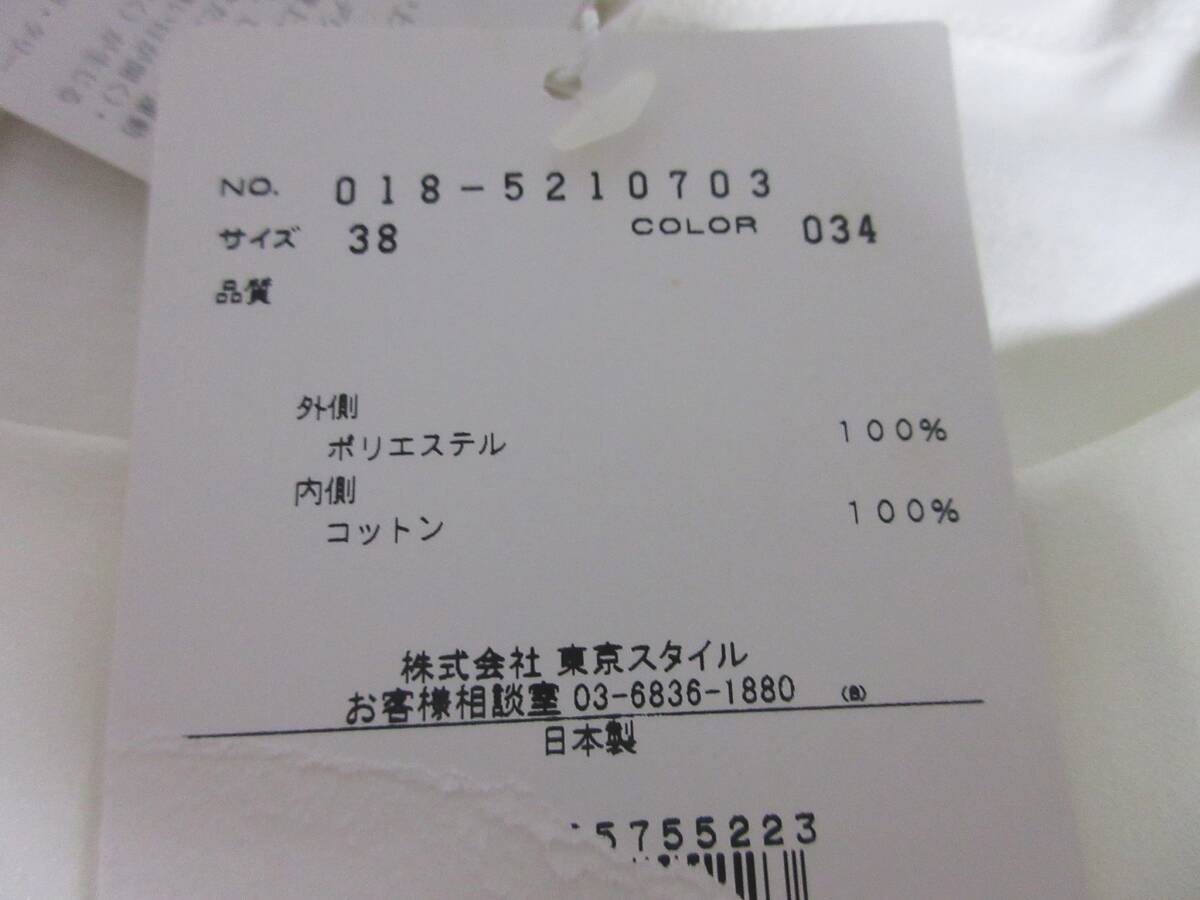 NO. 018-5210703
サイズ 38 COLOR 034
品質
外側
ポリエステル 100%
内側
コットン 100%
株式会社 東京スタイル
お客様相談室 03-6836-1880 (a)
日本製
5755223